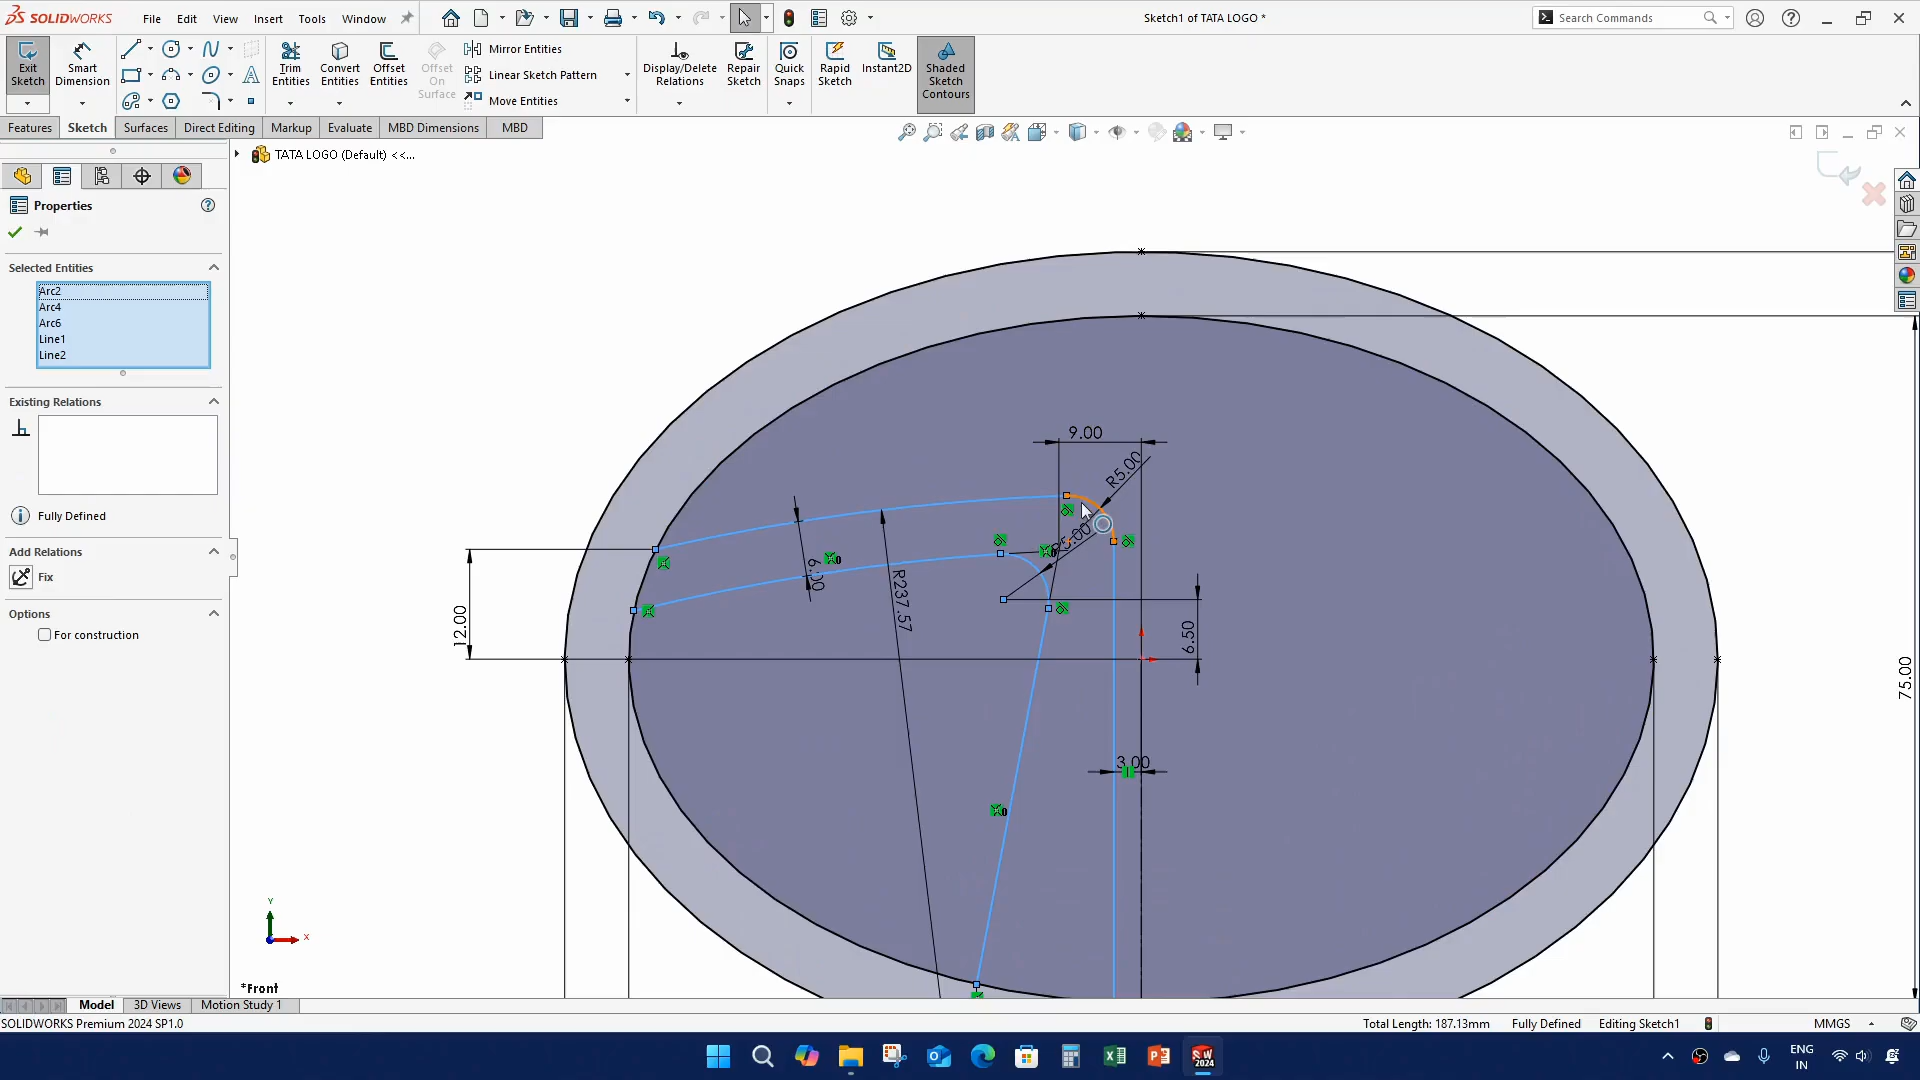 SOLIDWORKS File Edit View Insert Tools Window Sketch1 of TATA LOGO * Search Commands
Exit Sketch
Smart Dimension
Trim Entities
Convert Entities
Offset Entities
Offset On Surface
Mirror Entities
Linear Sketch Pattern
Move Entities
Display/Delete Relations
Repair Sketch
Quick Snaps
Rapid Sketch
Instant2D
Shaded Sketch Contours
Features Sketch Surfaces Direct Editing Markup Evaluate MBD Dimensions MBD
TATA LOGO (Default) <<...
Properties
Selected Entities
Arc2
Arc4
Arc6
Line1
Line2
Existing Relations
Fully Defined
Add Relations
Fix
Options
For construction
9.00
R5.00
R5.00
6.00
R237.57
12.00
6.50
3.00
75.00
Y
X
*Front
Model 3D Views Motion Study 1
SOLIDWORKS Premium 2024 SP1.0 Total Length: 187.13mm Fully Defined Editing Sketch1 MMGS
SW 2024
ENG
IN